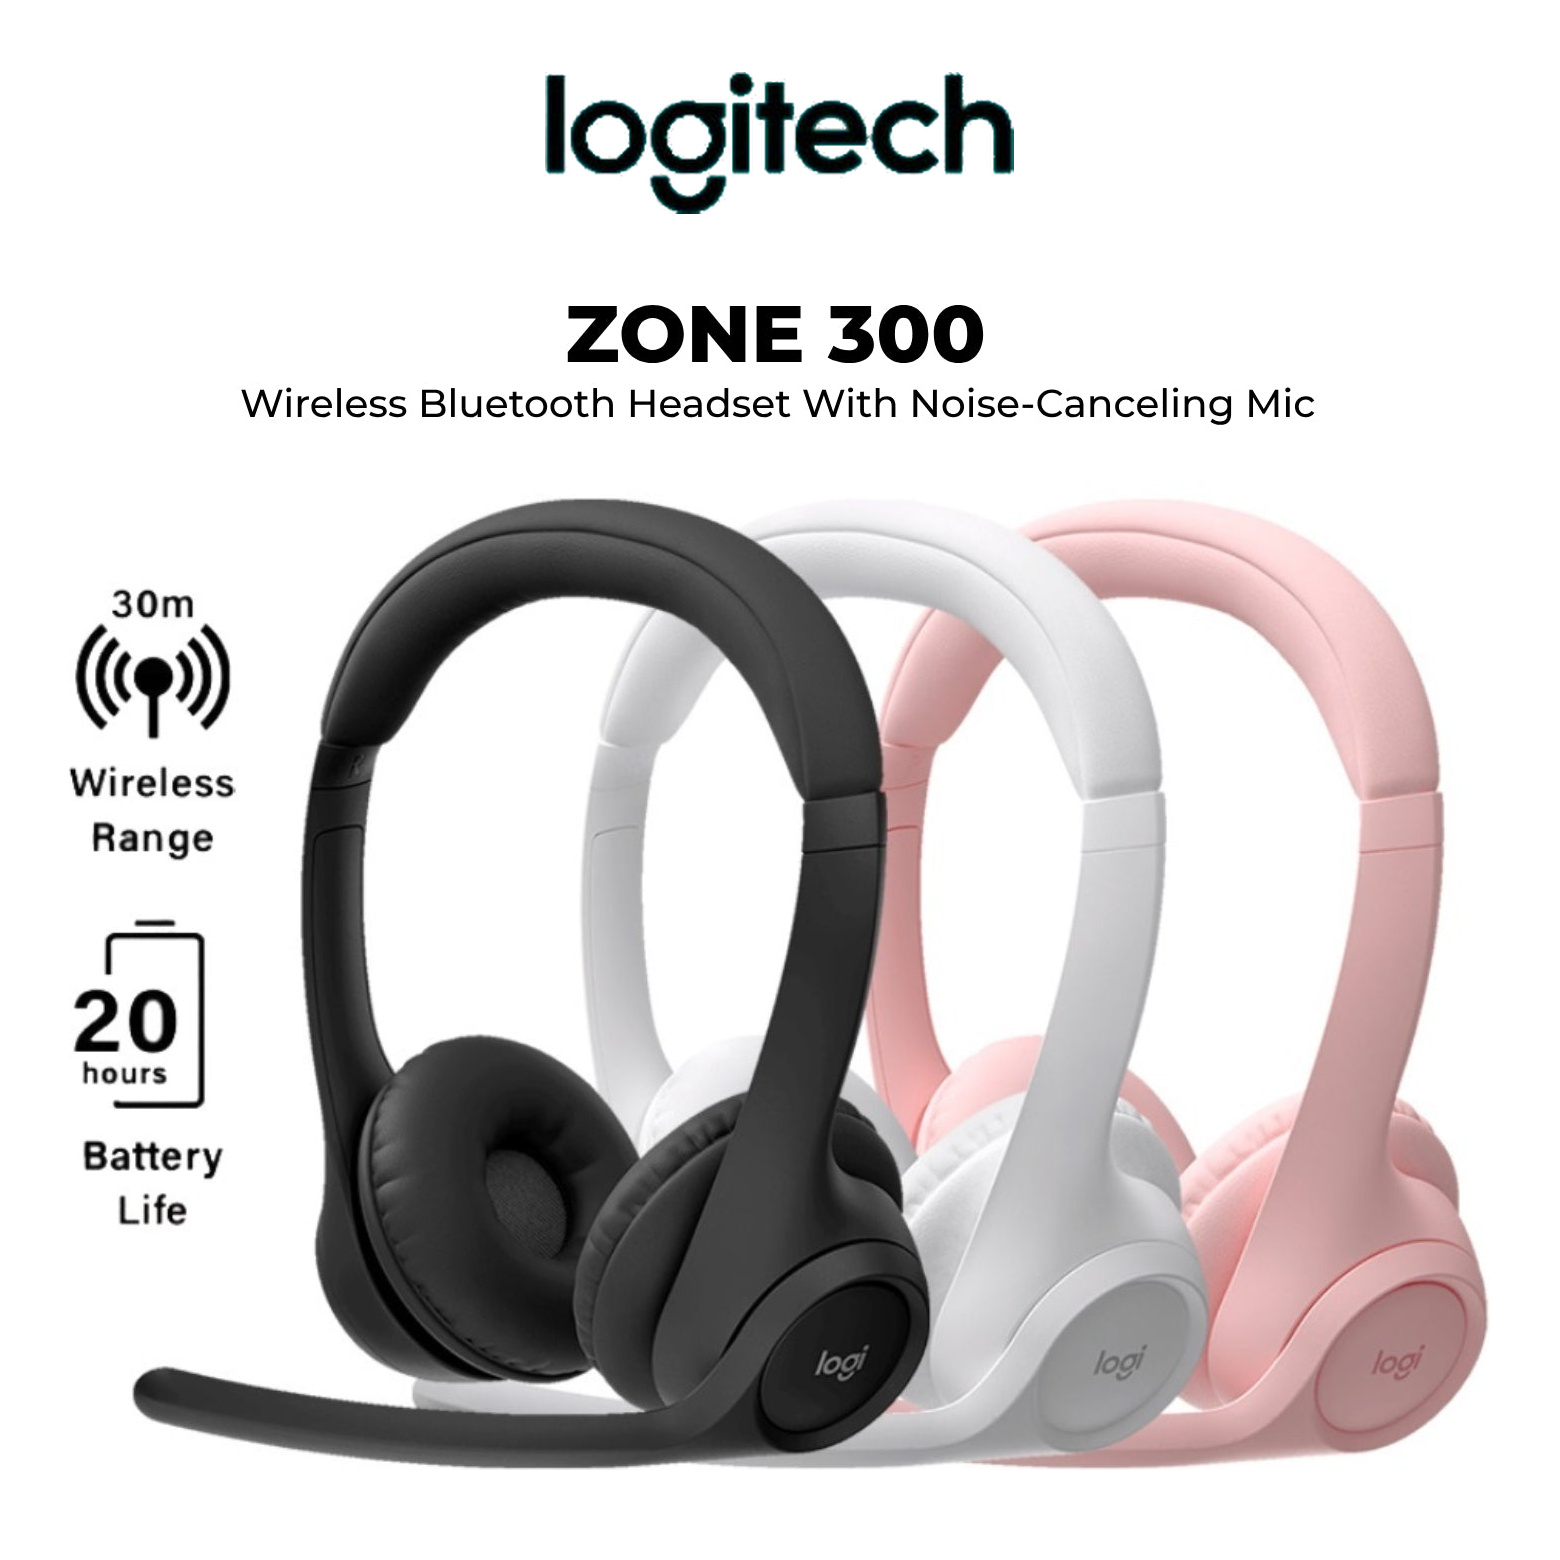 logitech
ZONE 300
Wireless Bluetooth Headset With Noise-Canceling Mic
30m
Wireless
Range
20
hours
Battery
Life
R
logi
logi
logi